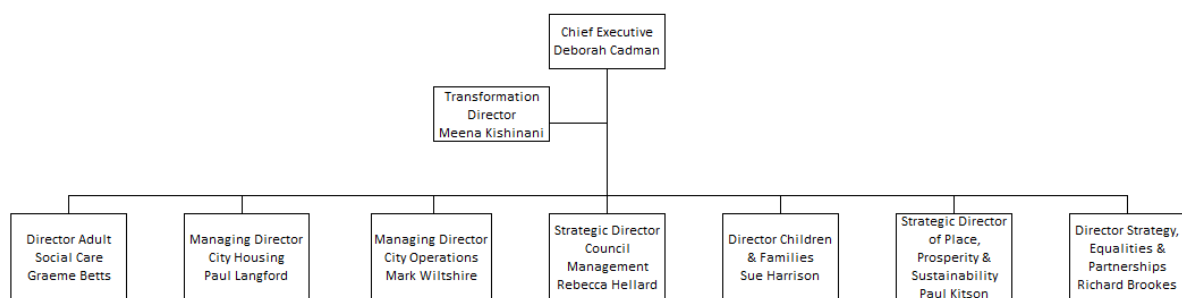 Chief Executive
Deborah Cadman
Transformation
Director
Meena Kishinani
Director Adult
Social Care
Graeme Betts
Managing Director
City Housing
Paul Langford
Managing Director
City Operations
Mark Wiltshire
Strategic Director
Council
Management
Rebecca Hellard
Director Children
& Families
Sue Harrison
Strategic Director
of Place,
Prosperity &
Sustainability
Paul Kitson
Director Strategy,
Equalities &
Partnerships
Richard Brookes